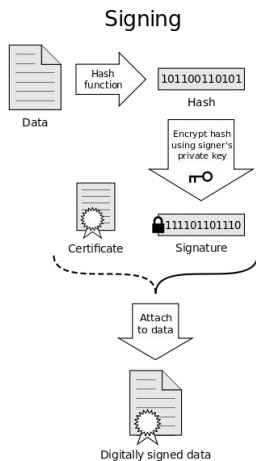 Signing
Hash
function
101100110101
Hash
Data
Encrypt hash
using signer's
private key
111101101110
Certificate
Signature
Attach
to data
Digitally signed data